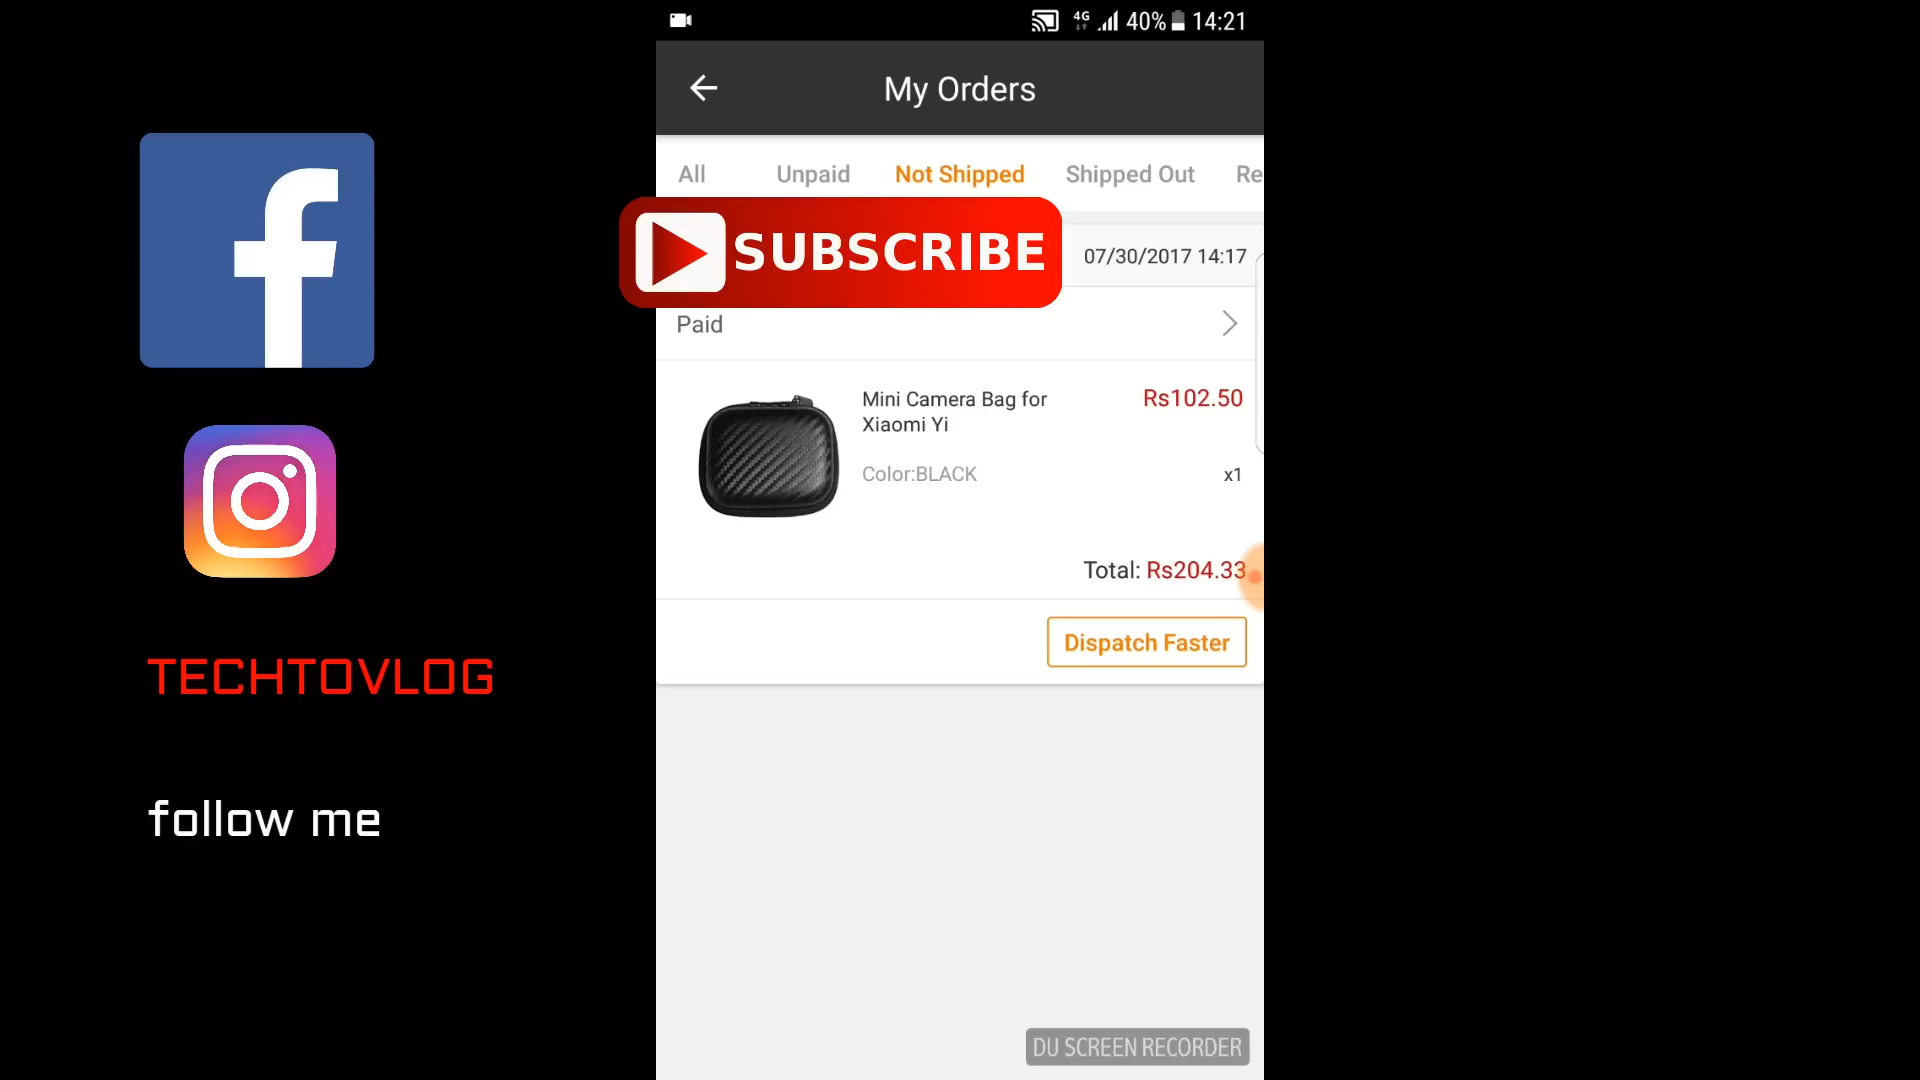 4G 40% 14:21
My Orders
All Unpaid Not Shipped Shipped Out Re
SUBSCRIBE
07/30/2017 14:17
Paid
Mini Camera Bag for
Xiaomi Yi
Rs102.50
Color:BLACK
x1
Total: Rs204.33
Dispatch Faster
TECHTOVLOG
follow me
DU SCREEN RECORDER